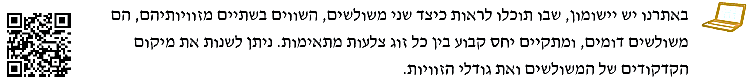 באתרנו יש יישומון, שבו תוכלו לראות כיצד שני משולשים, השווים בשתיים מזוויותיהם, הם
משולשים דומים, ומתקיים יחס קבוע בין כל זוג צלעות מתאימות. ניתן לשנות את מיקום
הקדקודים של המשולשים ואת גודלי הזוויות.